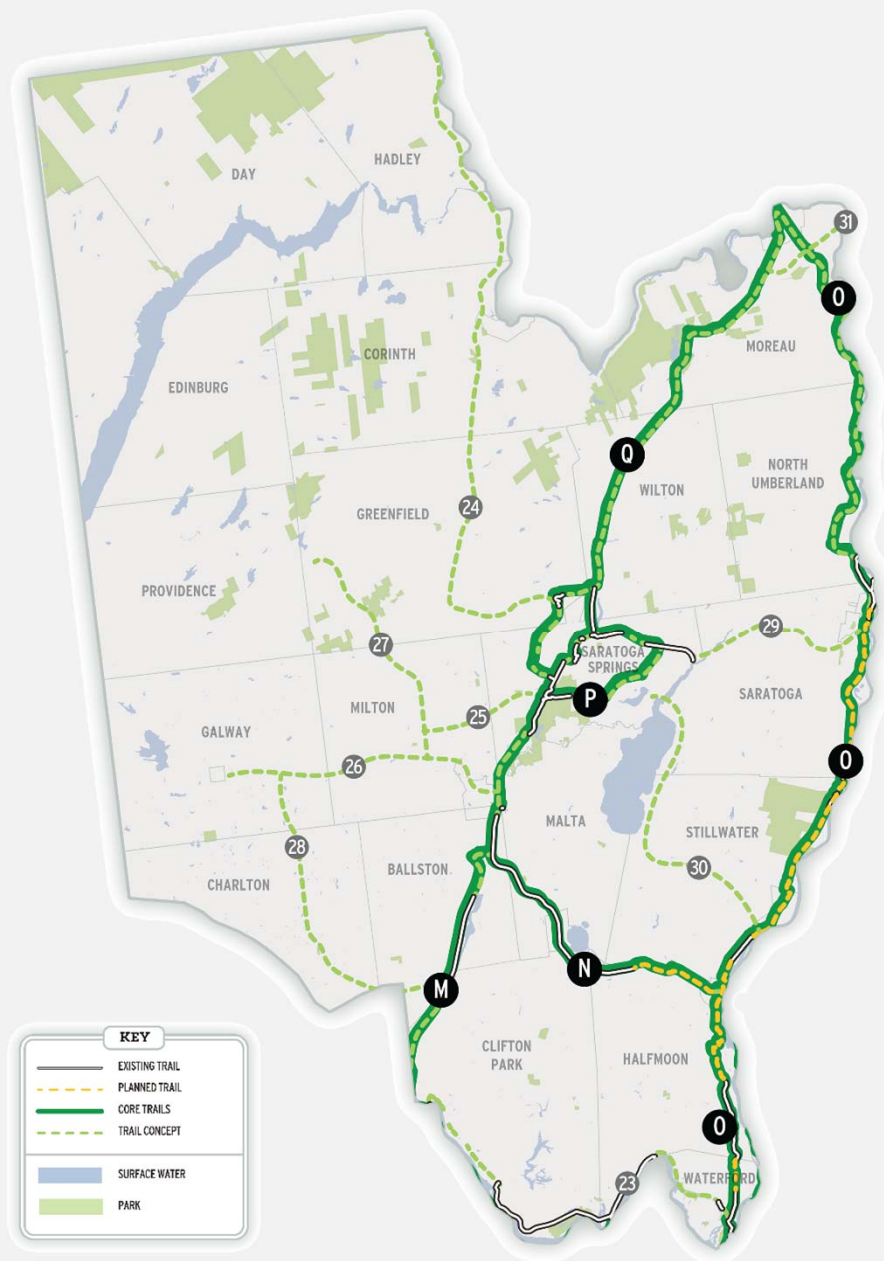 DAY
HADLEY
31
O
MOREAU
CORINTH
EDINBURG
Q
NORTH
UMBERLAND
WILTON
24
GREENFIELD
PROVIDENCE
29
27
SARATOGA
SPRINGS
P
SARATOGA
MILTON
25
GALWAY
26
O
MALTA
STILLWATER
28
BALLSTON
30
CHARLTON
N
M
KEY
EXISTING TRAIL
PLANNED TRAIL
CORE TRAILS
TRAIL CONCEPT
SURFACE WATER
PARK
CLIFTON
PARK
HALFMOON
O
23
WATERFORD